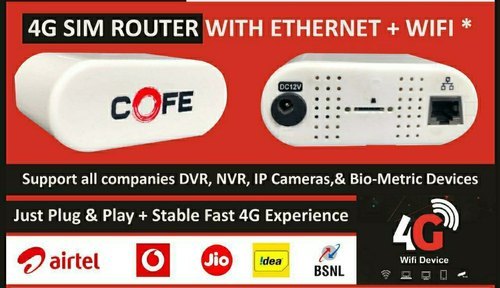 4G SIM ROUTER WITH ETHERNET + WIFI *
COFE
DC12V
Support all companies DVR, NVR, IP Cameras,& Bio-Metric Devices
Just Plug & Play + Stable Fast 4G Experience
4G
Wifi Device
airtel
Jio
!dea
BSNL